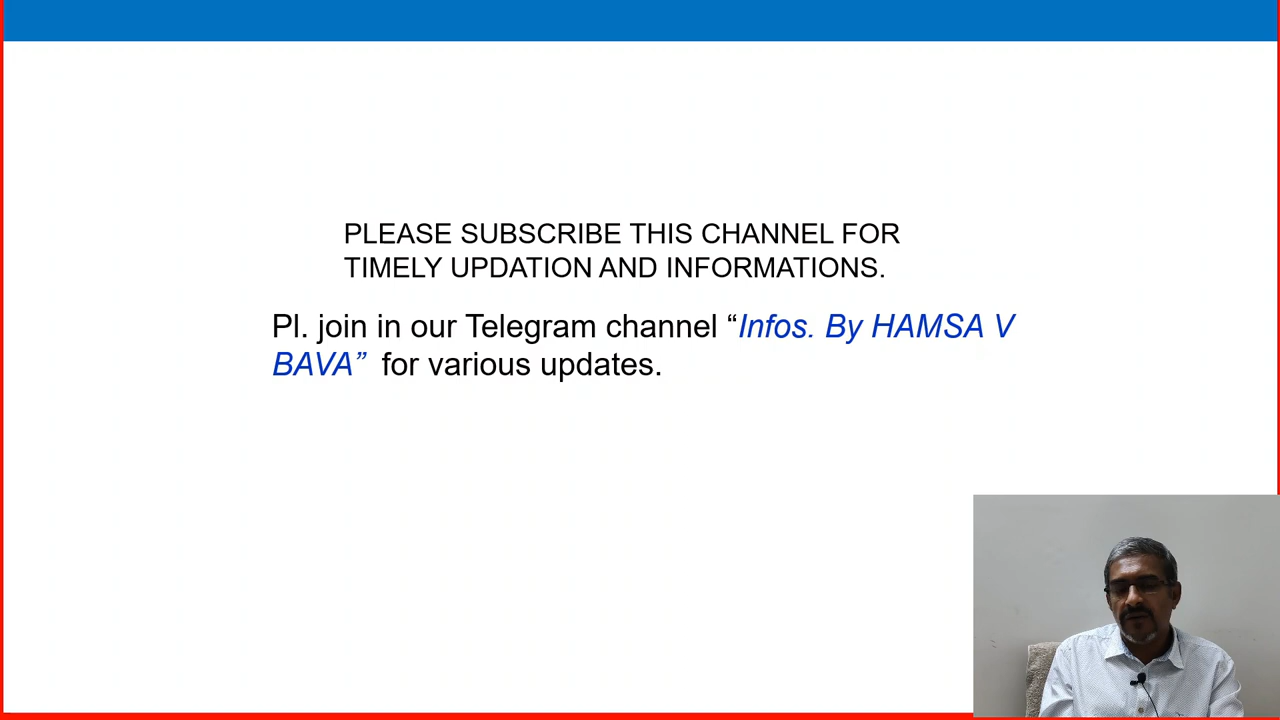 PLEASE SUBSCRIBE THIS CHANNEL FOR
TIMELY UPDATION AND INFORMATIONS.
Pl. join in our Telegram channel “Infos. By HAMSA V
BAVA” for various updates.